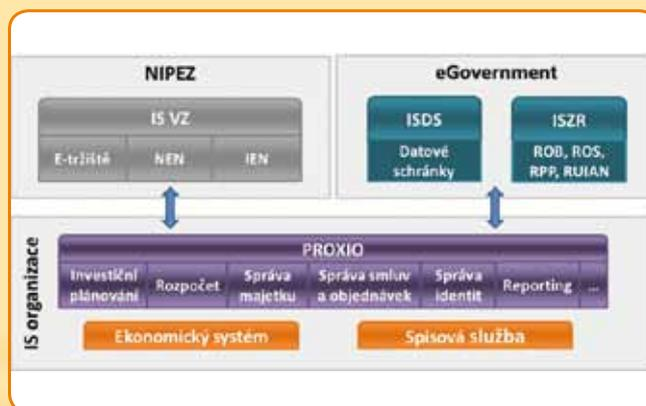 NIPEZ
IS VZ
E-tržiště NEN IEN
eGovernment
ISDS
Datové
schránky
ISZR
ROB, ROS,
RPP, RUIAN
IS organizace
PROXIO
Investiční
plánování
Rozpočet
Správa
majetku
Správa smluv
a objednávek
Správa
identit
Reporting
...
Ekonomický systém
Spisová služba